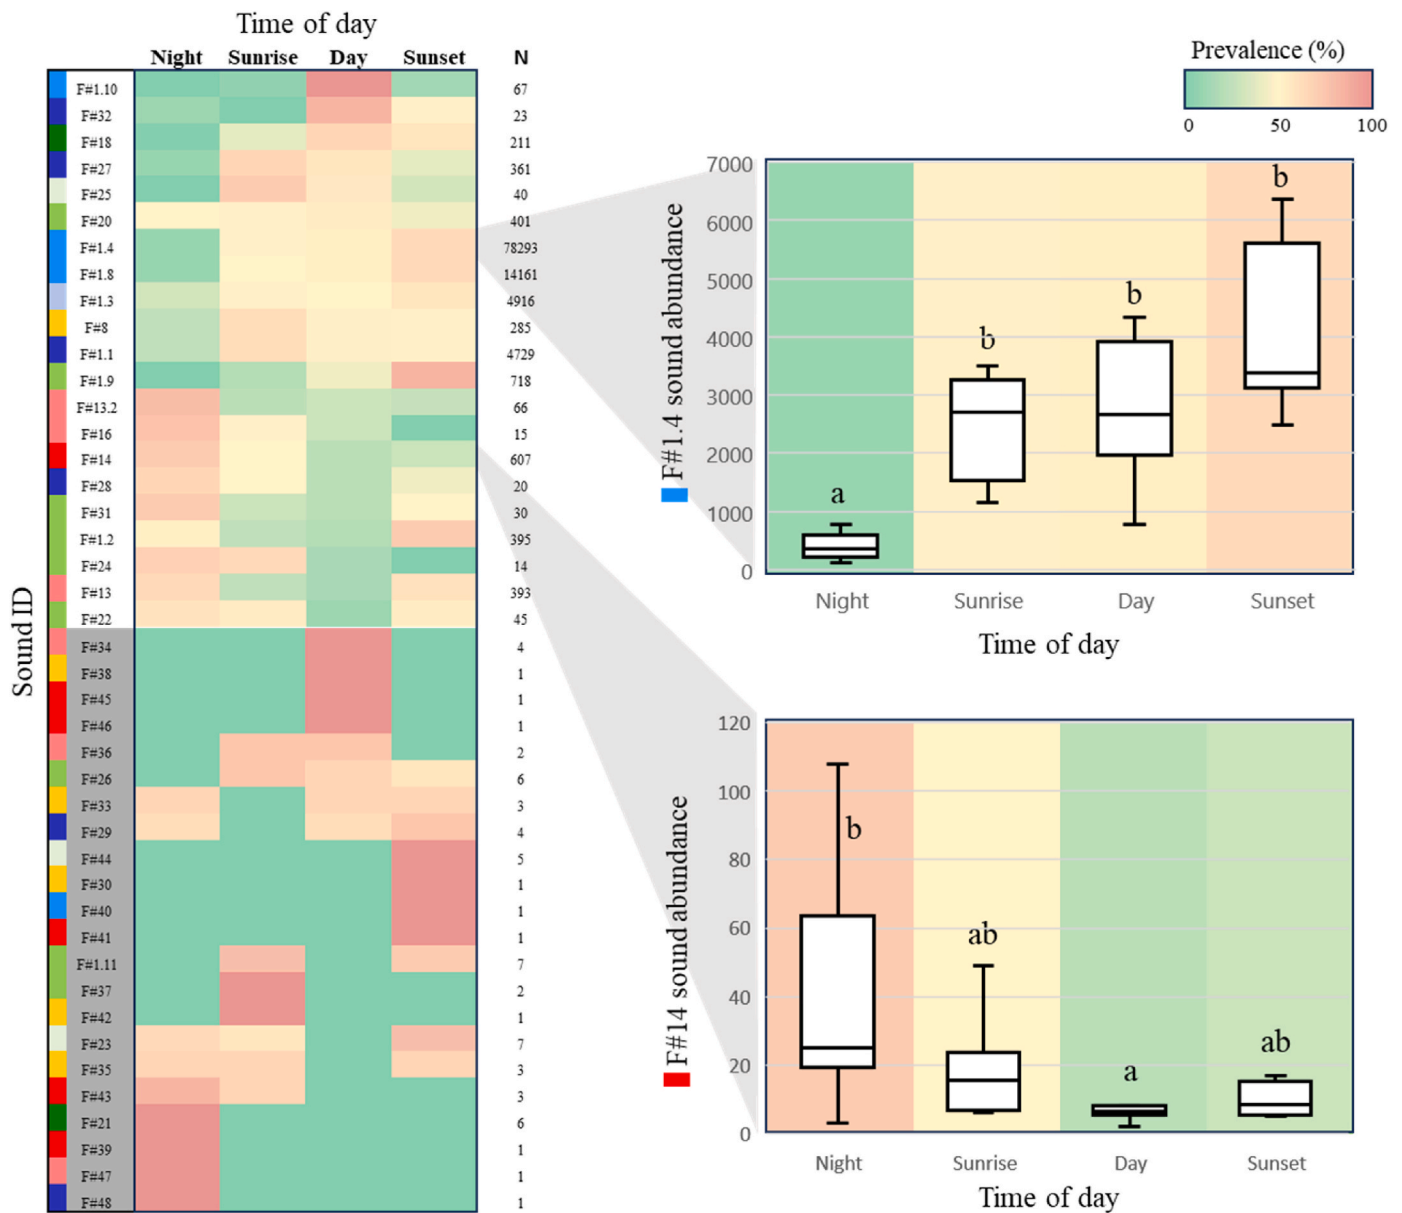 Time of day
Night Sunrise Day Sunset N
F#1.10 67
F#32 23
F#18 211
F#27 361
F#25 40
F#20 401
F#1.4 78293
F#1.8 14161
F#1.3 4916
F#8 285
F#1.1 4729
F#1.9 718
F#13.2 66
F#16 15
F#14 607
F#28 20
F#31 30
F#1.2 395
F#24 14
F#13 393
F#22 45
F#34 4
F#38 1
F#45 1
F#46 1
F#36 2
F#26 6
F#33 3
F#29 4
F#44 5
F#30 1
F#40 1
F#41 1
F#1.11 7
F#37 2
F#42 1
F#23 7
F#35 3
F#43 3
F#21 6
F#39 1
F#47 1
F#48 1
Sound ID
Prevalence (%)
0 50 100
7000
6000
5000
4000
3000
2000
1000
0
F#1.4 sound abundance
a
b
b
b
Night Sunrise Day Sunset
Time of day
120
100
80
60
40
20
0
F#14 sound abundance
b
ab
a
ab
Night Sunrise Day Sunset
Time of day